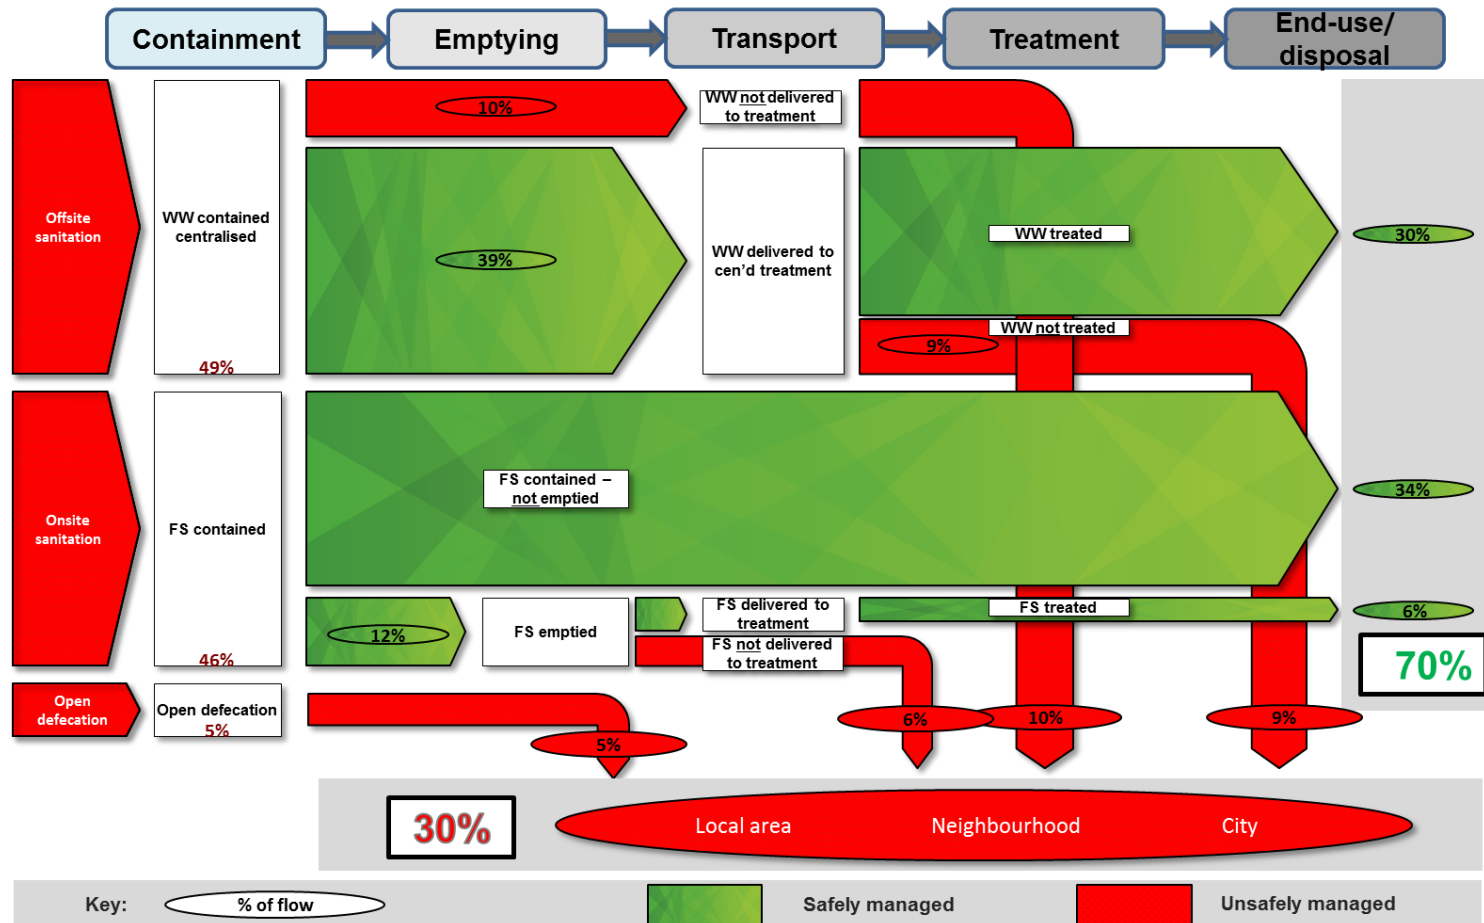 Containment
Emptying
Transport
Treatment
End-use/
disposal
Offsite
sanitation
WW contained
centralised
49%
10%
WW not delivered
to treatment
39%
WW delivered to
cen'd treatment
WW treated
30%
WW not treated
9%
Onsite
sanitation
FS contained
46%
FS contained –
not emptied
34%
12%
FS emptied
FS delivered to
treatment
FS not delivered
to treatment
FS treated
6%
70%
Open
defecation
Open defecation
5%
5%
6%
10%
9%
30%
Local area
Neighbourhood
City
Key:
% of flow
Safely managed
Unsafely managed